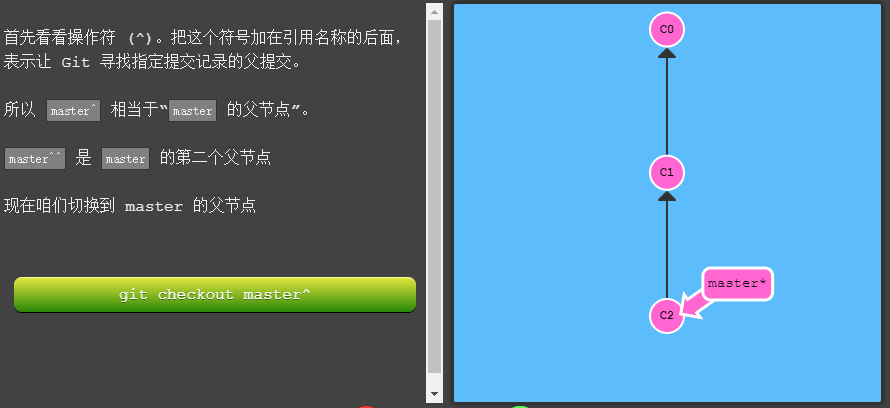 首先看看操作符 (^)。把这个符号加在引用名称的后面，
表示让 Git 寻找指定提交记录的父提交。
所以 master^ 相当于“master 的父节点”。
master^^ 是 master 的第二个父节点
现在咱们切换到 master 的父节点
git checkout master^
C0
C1
master*
C2